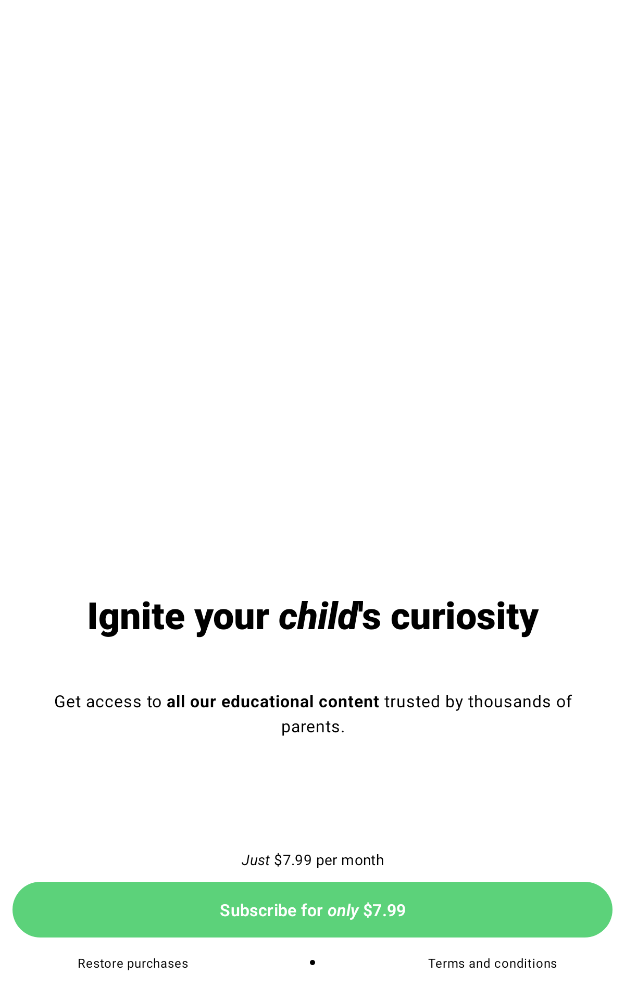 Ignite your child's curiosity
Get access to all our educational content trusted by thousands of
parents.
Just $7.99 per month
Subscribe for only $7.99
Restore purchases • Terms and conditions